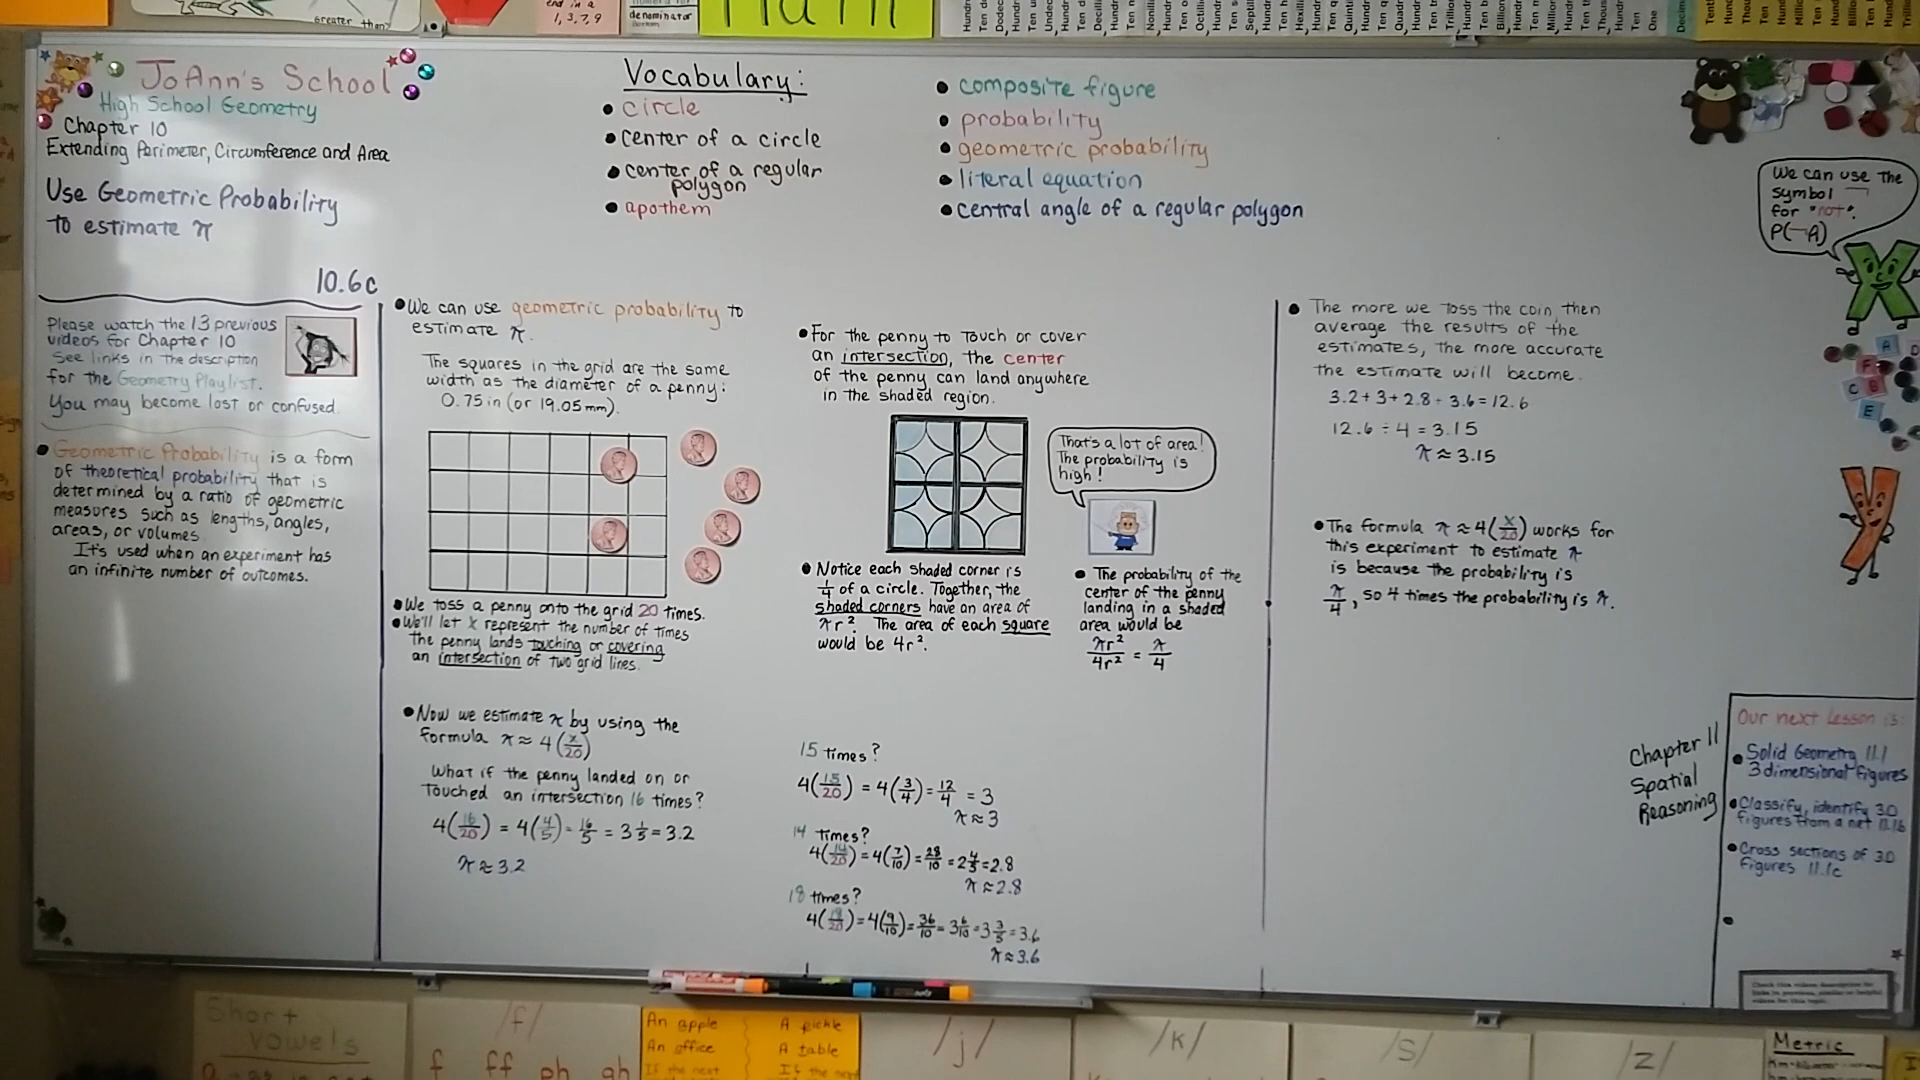 greater than?
end in a
1, 3, 7, 9
denominator
JoAnn's School
High School Geometry
Chapter 10
Extending Perimeter, Circumference and Area
Use Geometric Probability
to estimate π
10.6c
Vocabulary:
• circle
• center of a circle
• center of a regular
polygon
• apothem
• composite figure
• probability
• geometric probability
• literal equation
• central angle of a regular polygon
We can use the
symbol ¬
for "not".
P(¬A)
Please watch the 13 previous
videos for Chapter 10
See links in the description
for the Geometry Playlist.
You may become lost or confused.
• Geometric Probability is a form
of theoretical probability that is
determined by a ratio of geometric
measures such as lengths, angles,
areas, or volumes.
It's used when an experiment has
an infinite number of outcomes.
• We can use geometric probability to
estimate π.
The squares in the grid are the same
width as the diameter of a penny:
0.75 in (or 19.05mm).
• We toss a penny onto the grid 20 times.
• We'll let x represent the number of times
the penny lands touching or covering
an intersection of two grid lines.
• Now we estimate π by using the
formula π ≈ 4(x/20)
What if the penny landed on or
touched an intersection 16 times?
4(16/20) = 4(4/5) = 16/5 = 3 1/5 = 3.2
π ≈ 3.2
• For the penny to touch or cover
an intersection, the center
of the penny can land anywhere
in the shaded region.
That's a lot of area!
The probability is
high!
• Notice each shaded corner is
1/4 of a circle. Together, the
shaded corners have an area of
πr². The area of each square
would be 4r².
• The probability of the
center of the penny
landing in a shaded
area would be
πr²/4r² = π/4
15 times?
4(15/20) = 4(3/4) = 12/4 = 3
π ≈ 3
14 times?
4(14/20) = 4(7/10) = 28/10 = 2 4/5 = 2.8
π ≈ 2.8
18 times?
4(18/20) = 4(9/10) = 36/10 = 3 6/10 = 3 3/5 = 3.6
π ≈ 3.6
• The more we toss the coin, then
average the results of the
estimates, the more accurate
the estimate will become.
3.2 + 3 + 2.8 + 3.6 = 12.6
12.6 ÷ 4 = 3.15
π ≈ 3.15
• The formula π ≈ 4(x/20) works for
this experiment to estimate π
is because the probability is
π/4, so 4 times the probability is π.
Chapter 11
Spatial
Reasoning
Our next lesson is:
• Solid Geometry 11.1
3 dimensional figures
• Classify, identify 3D
figures from a net 11.1b
• Cross sections of 3D
figures 11.1c
A
F
C B
E
Short
vowels
/f/
f ff ph gh
An apple
An office
If the next
A pickle
A table
If the next
/j/
/k/
/s/
/z/
Metric